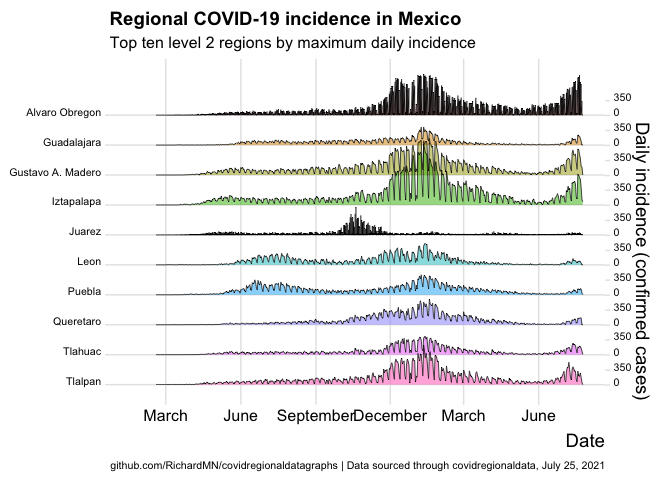 Regional COVID-19 incidence in Mexico
Top ten level 2 regions by maximum daily incidence
Alvaro Obregon
350
0
Guadalajara
350
0
Gustavo A. Madero
350
0
Iztapalapa
350
0
Juarez
350
0
Leon
350
0
Puebla
350
0
Queretaro
350
0
Tlahuac
350
0
Tlalpan
350
0
Daily incidence (confirmed cases)
March June September December March June
Date
github.com/RichardMN/covidregionaldatagraphs | Data sourced through covidregionaldata, July 25, 2021